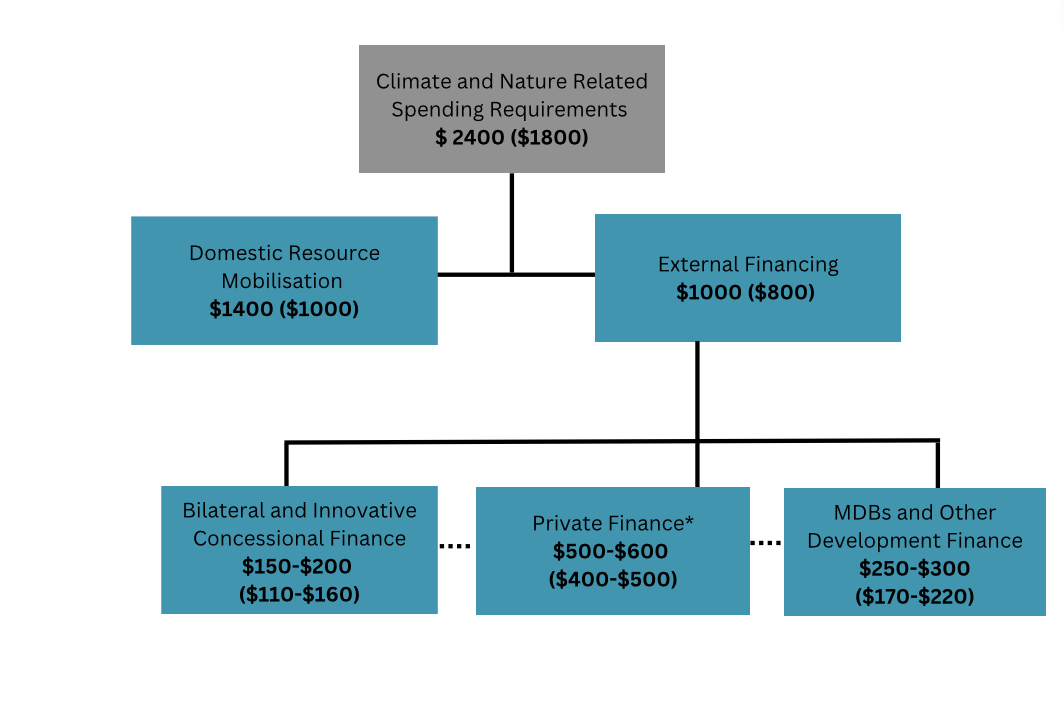 Climate and Nature Related
Spending Requirements
$ 2400 ($1800)
Domestic Resource
Mobilisation
$1400 ($1000)
External Financing
$1000 ($800)
Bilateral and Innovative
Concessional Finance
$150-$200
($110-$160)
Private Finance*
$500-$600
($400-$500)
MDBs and Other
Development Finance
$250-$300
($170-$220)